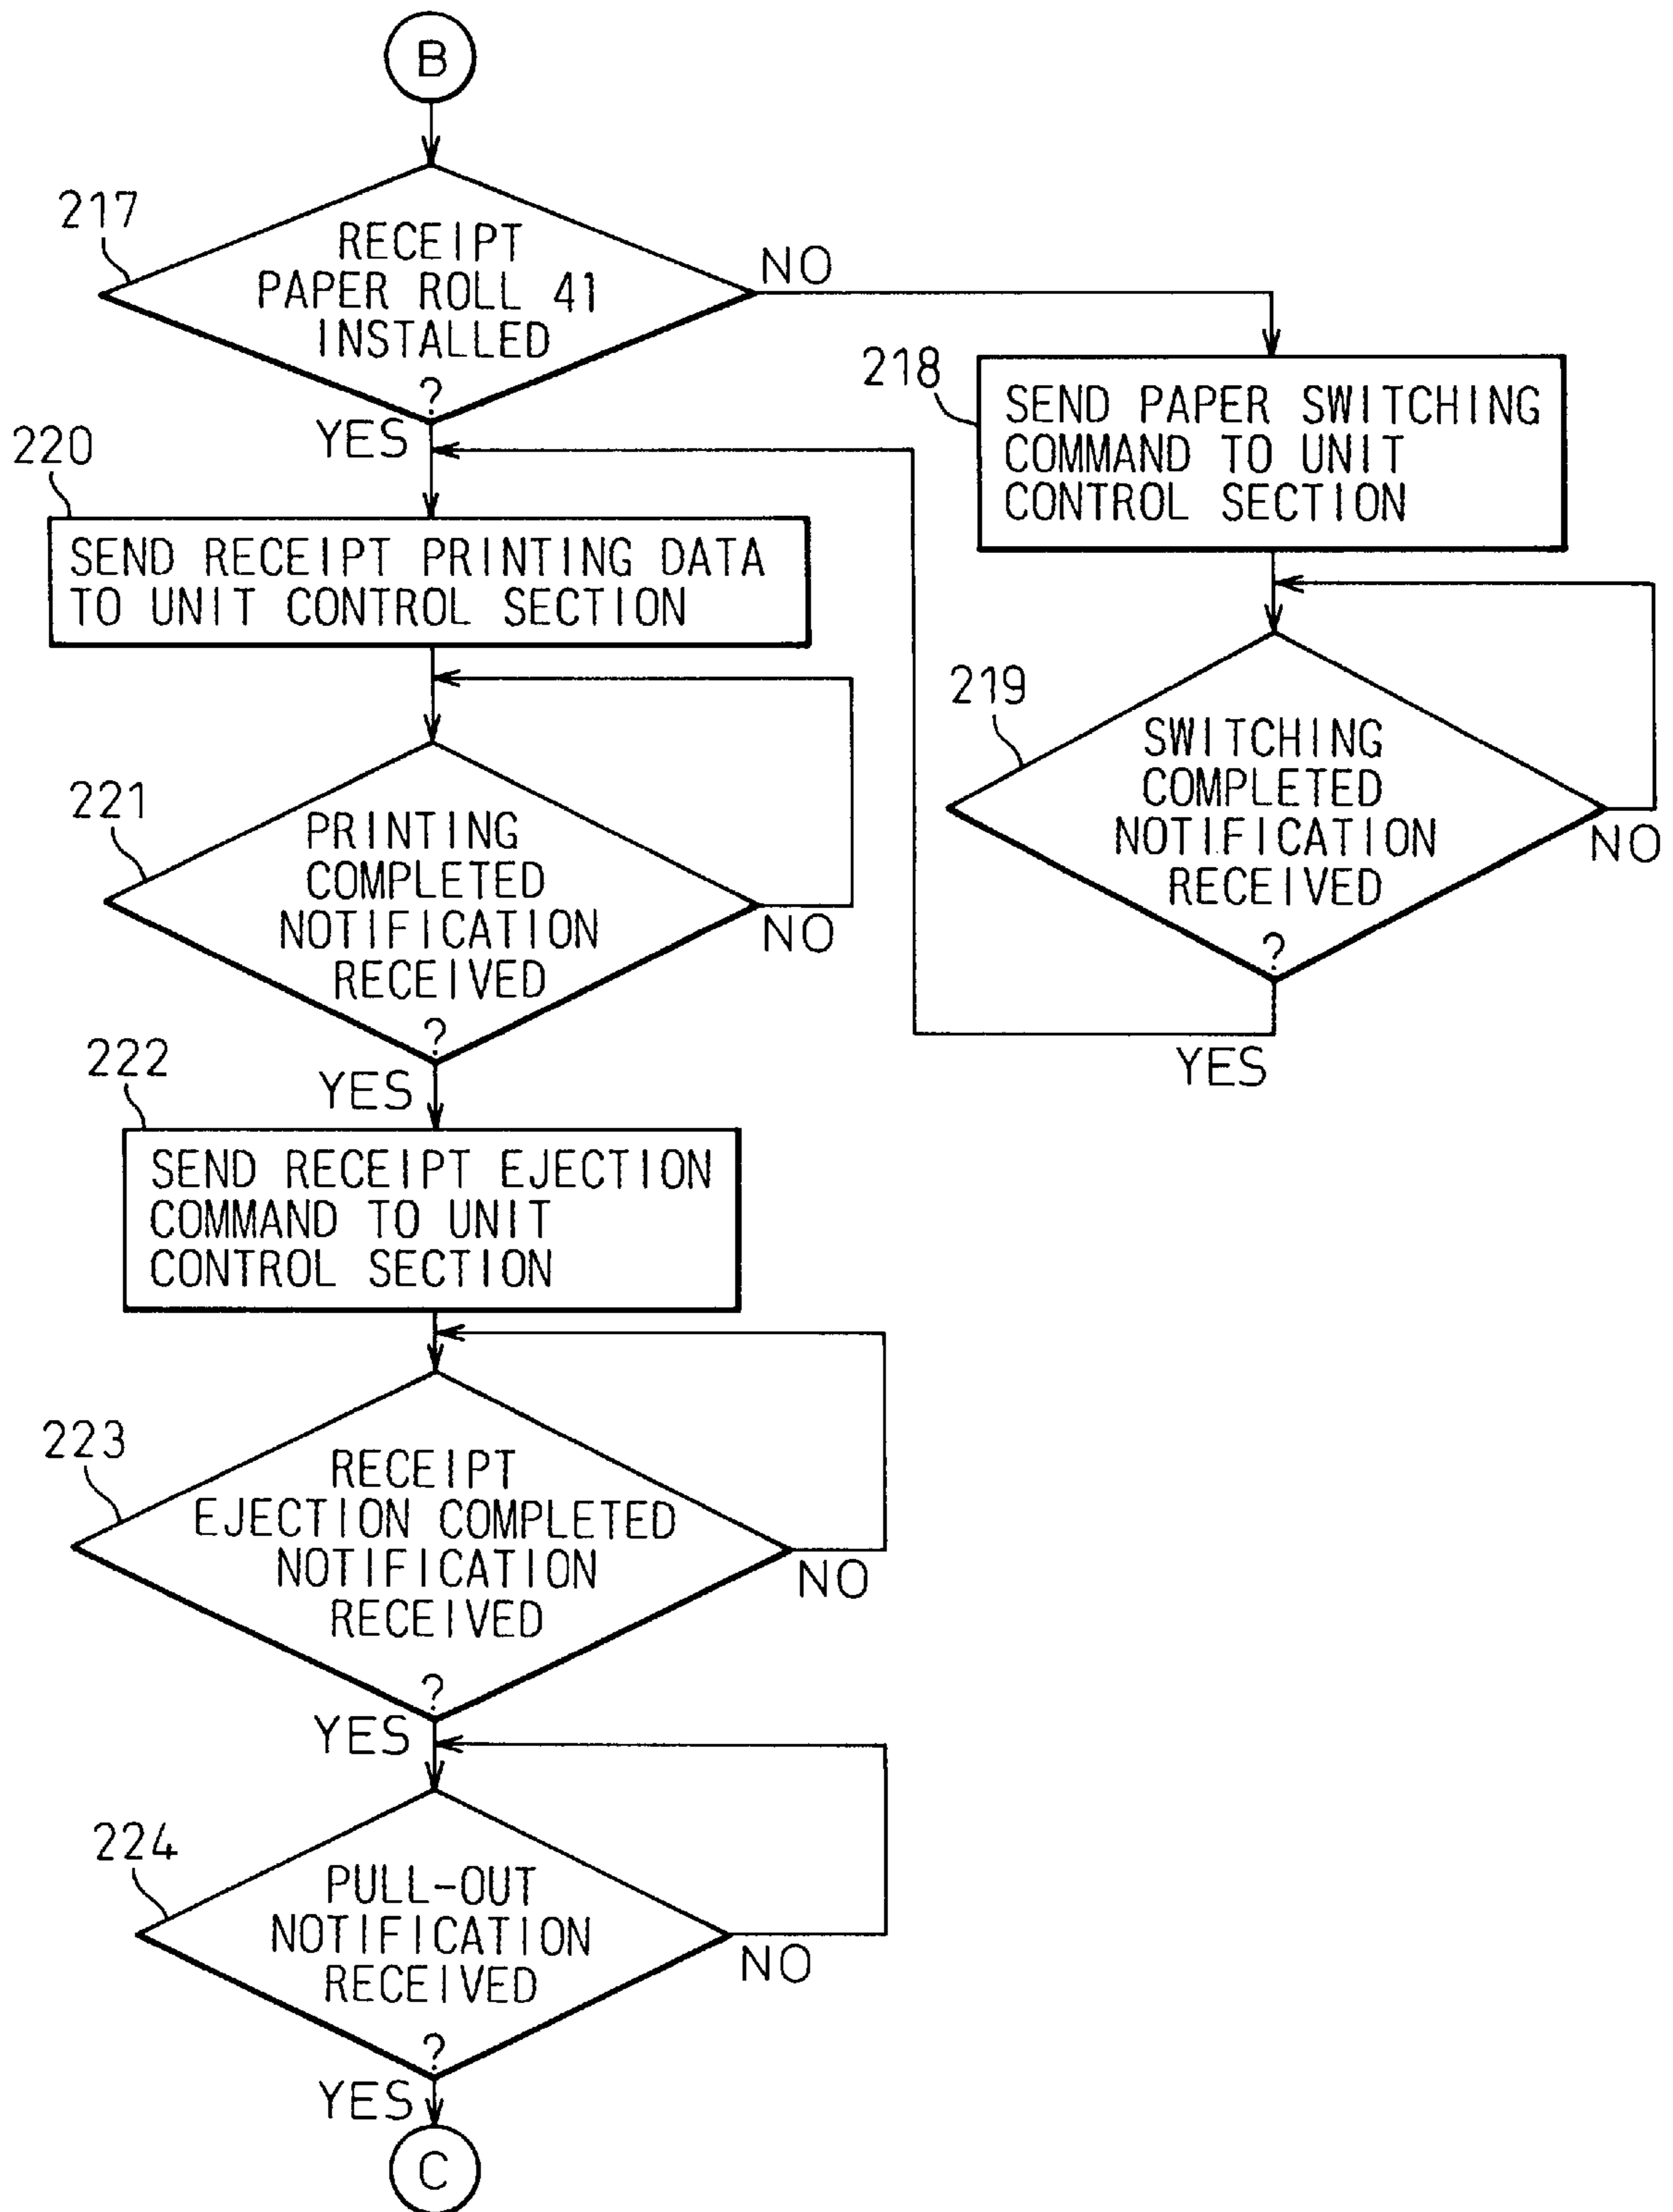 B
217
RECEIPT
PAPER ROLL 41
INSTALLED
?
NO
YES
218
SEND PAPER SWITCHING
COMMAND TO UNIT
CONTROL SECTION
219
SWITCHING
COMPLETED
NOTIFICATION
RECEIVED
?
NO
YES
220
SEND RECEIPT PRINTING DATA
TO UNIT CONTROL SECTION
221
PRINTING
COMPLETED
NOTIFICATION
RECEIVED
?
NO
YES
222
SEND RECEIPT EJECTION
COMMAND TO UNIT
CONTROL SECTION
223
RECEIPT
EJECTION COMPLETED
NOTIFICATION
RECEIVED
?
NO
YES
224
PULL-OUT
NOTIFICATION
RECEIVED
?
NO
YES
C